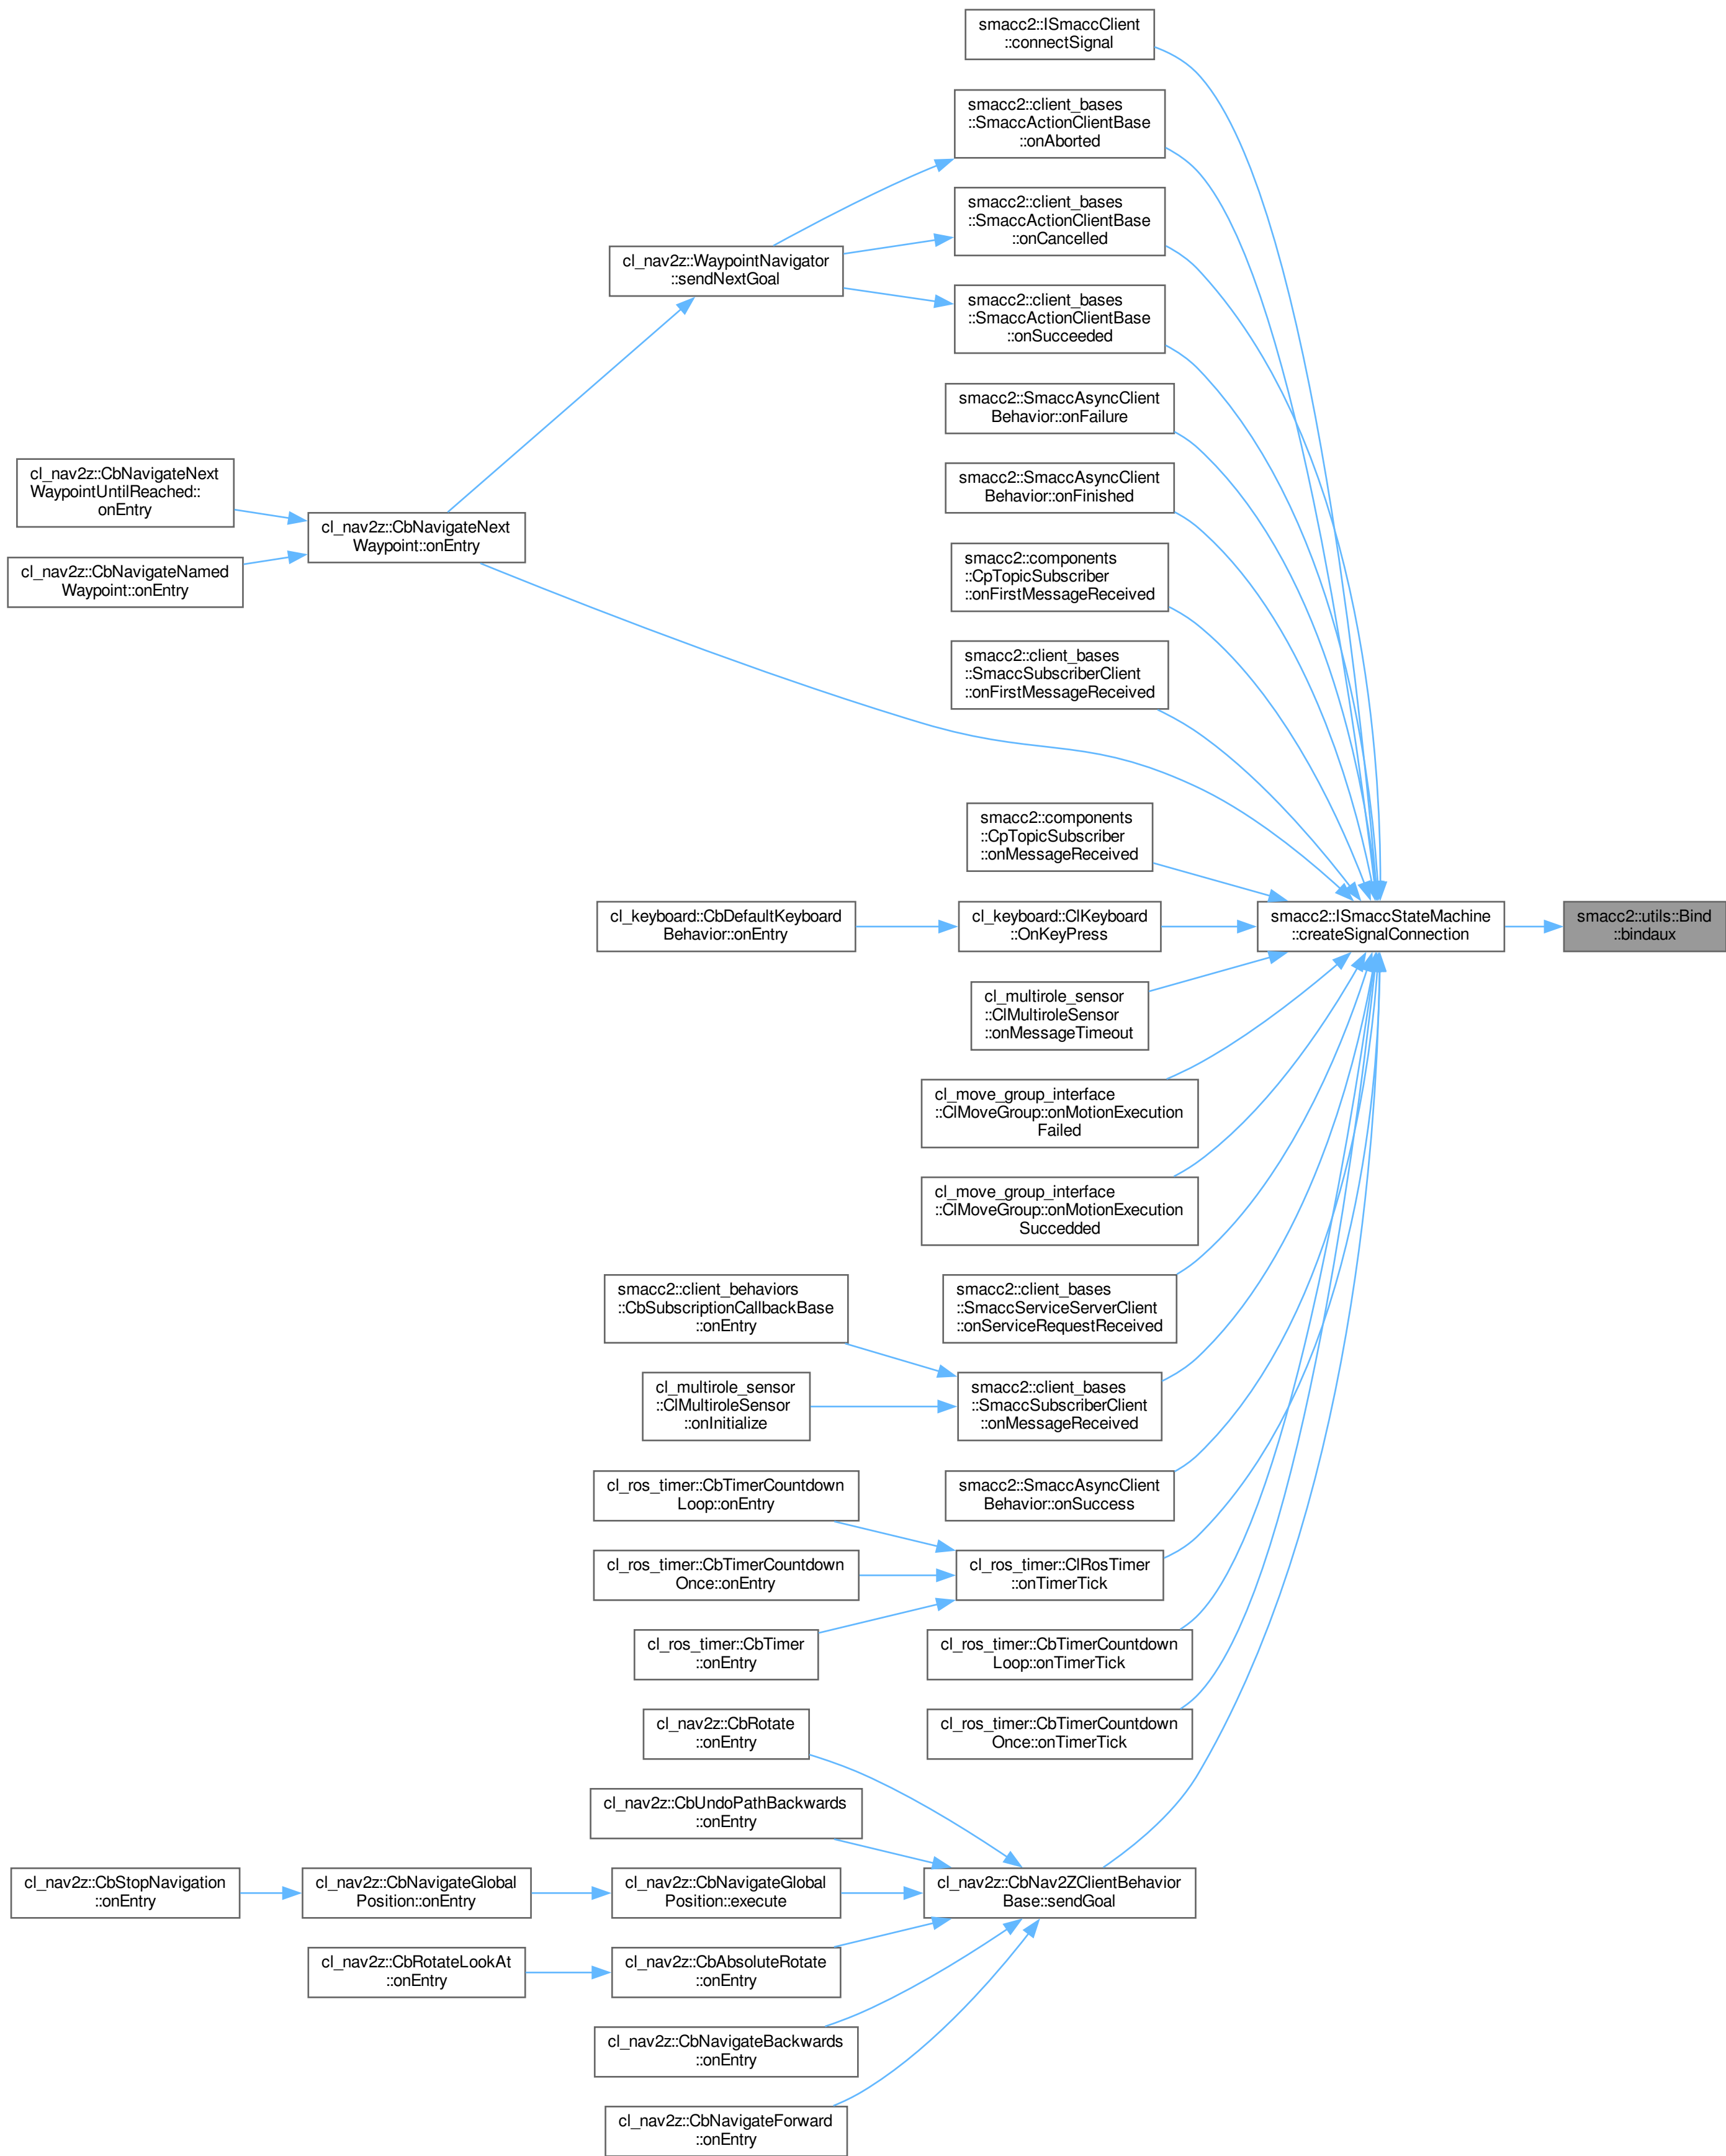 smacc2::ISmaccClient
::connectSignal
smacc2::client_bases
::SmaccActionClientBase
::onAborted
smacc2::client_bases
::SmaccActionClientBase
::onCancelled
cl_nav2z::WaypointNavigator
::sendNextGoal
smacc2::client_bases
::SmaccActionClientBase
::onSucceeded
smacc2::SmaccAsyncClient
Behavior::onFailure
cl_nav2z::CbNavigateNext
WaypointUntilReached::
onEntry
smacc2::SmaccAsyncClient
Behavior::onFinished
cl_nav2z::CbNavigateNext
Waypoint::onEntry
cl_nav2z::CbNavigateNamed
Waypoint::onEntry
smacc2::components
::CpTopicSubscriber
::onFirstMessageReceived
smacc2::client_bases
::SmaccSubscriberClient
::onFirstMessageReceived
smacc2::components
::CpTopicSubscriber
::onMessageReceived
cl_keyboard::CbDefaultKeyboard
Behavior::onEntry
cl_keyboard::ClKeyboard
::OnKeyPress
smacc2::ISmaccStateMachine
::createSignalConnection
smacc2::utils::Bind
::bindaux
cl_multirole_sensor
::ClMultiroleSensor
::onMessageTimeout
cl_move_group_interface
::ClMoveGroup::onMotionExecution
Failed
cl_move_group_interface
::ClMoveGroup::onMotionExecution
Succedded
smacc2::client_behaviors
::CbSubscriptionCallbackBase
::onEntry
smacc2::client_bases
::SmaccServiceServerClient
::onServiceRequestReceived
cl_multirole_sensor
::ClMultiroleSensor
::onInitialize
smacc2::client_bases
::SmaccSubscriberClient
::onMessageReceived
cl_ros_timer::CbTimerCountdown
Loop::onEntry
smacc2::SmaccAsyncClient
Behavior::onSuccess
cl_ros_timer::CbTimerCountdown
Once::onEntry
cl_ros_timer::ClRosTimer
::onTimerTick
cl_ros_timer::CbTimer
::onEntry
cl_ros_timer::CbTimerCountdown
Loop::onTimerTick
cl_nav2z::CbRotate
::onEntry
cl_ros_timer::CbTimerCountdown
Once::onTimerTick
cl_nav2z::CbUndoPathBackwards
::onEntry
cl_nav2z::CbStopNavigation
::onEntry
cl_nav2z::CbNavigateGlobal
Position::onEntry
cl_nav2z::CbNavigateGlobal
Position::execute
cl_nav2z::CbNav2ZClientBehavior
Base::sendGoal
cl_nav2z::CbRotateLookAt
::onEntry
cl_nav2z::CbAbsoluteRotate
::onEntry
cl_nav2z::CbNavigateBackwards
::onEntry
cl_nav2z::CbNavigateForward
::onEntry